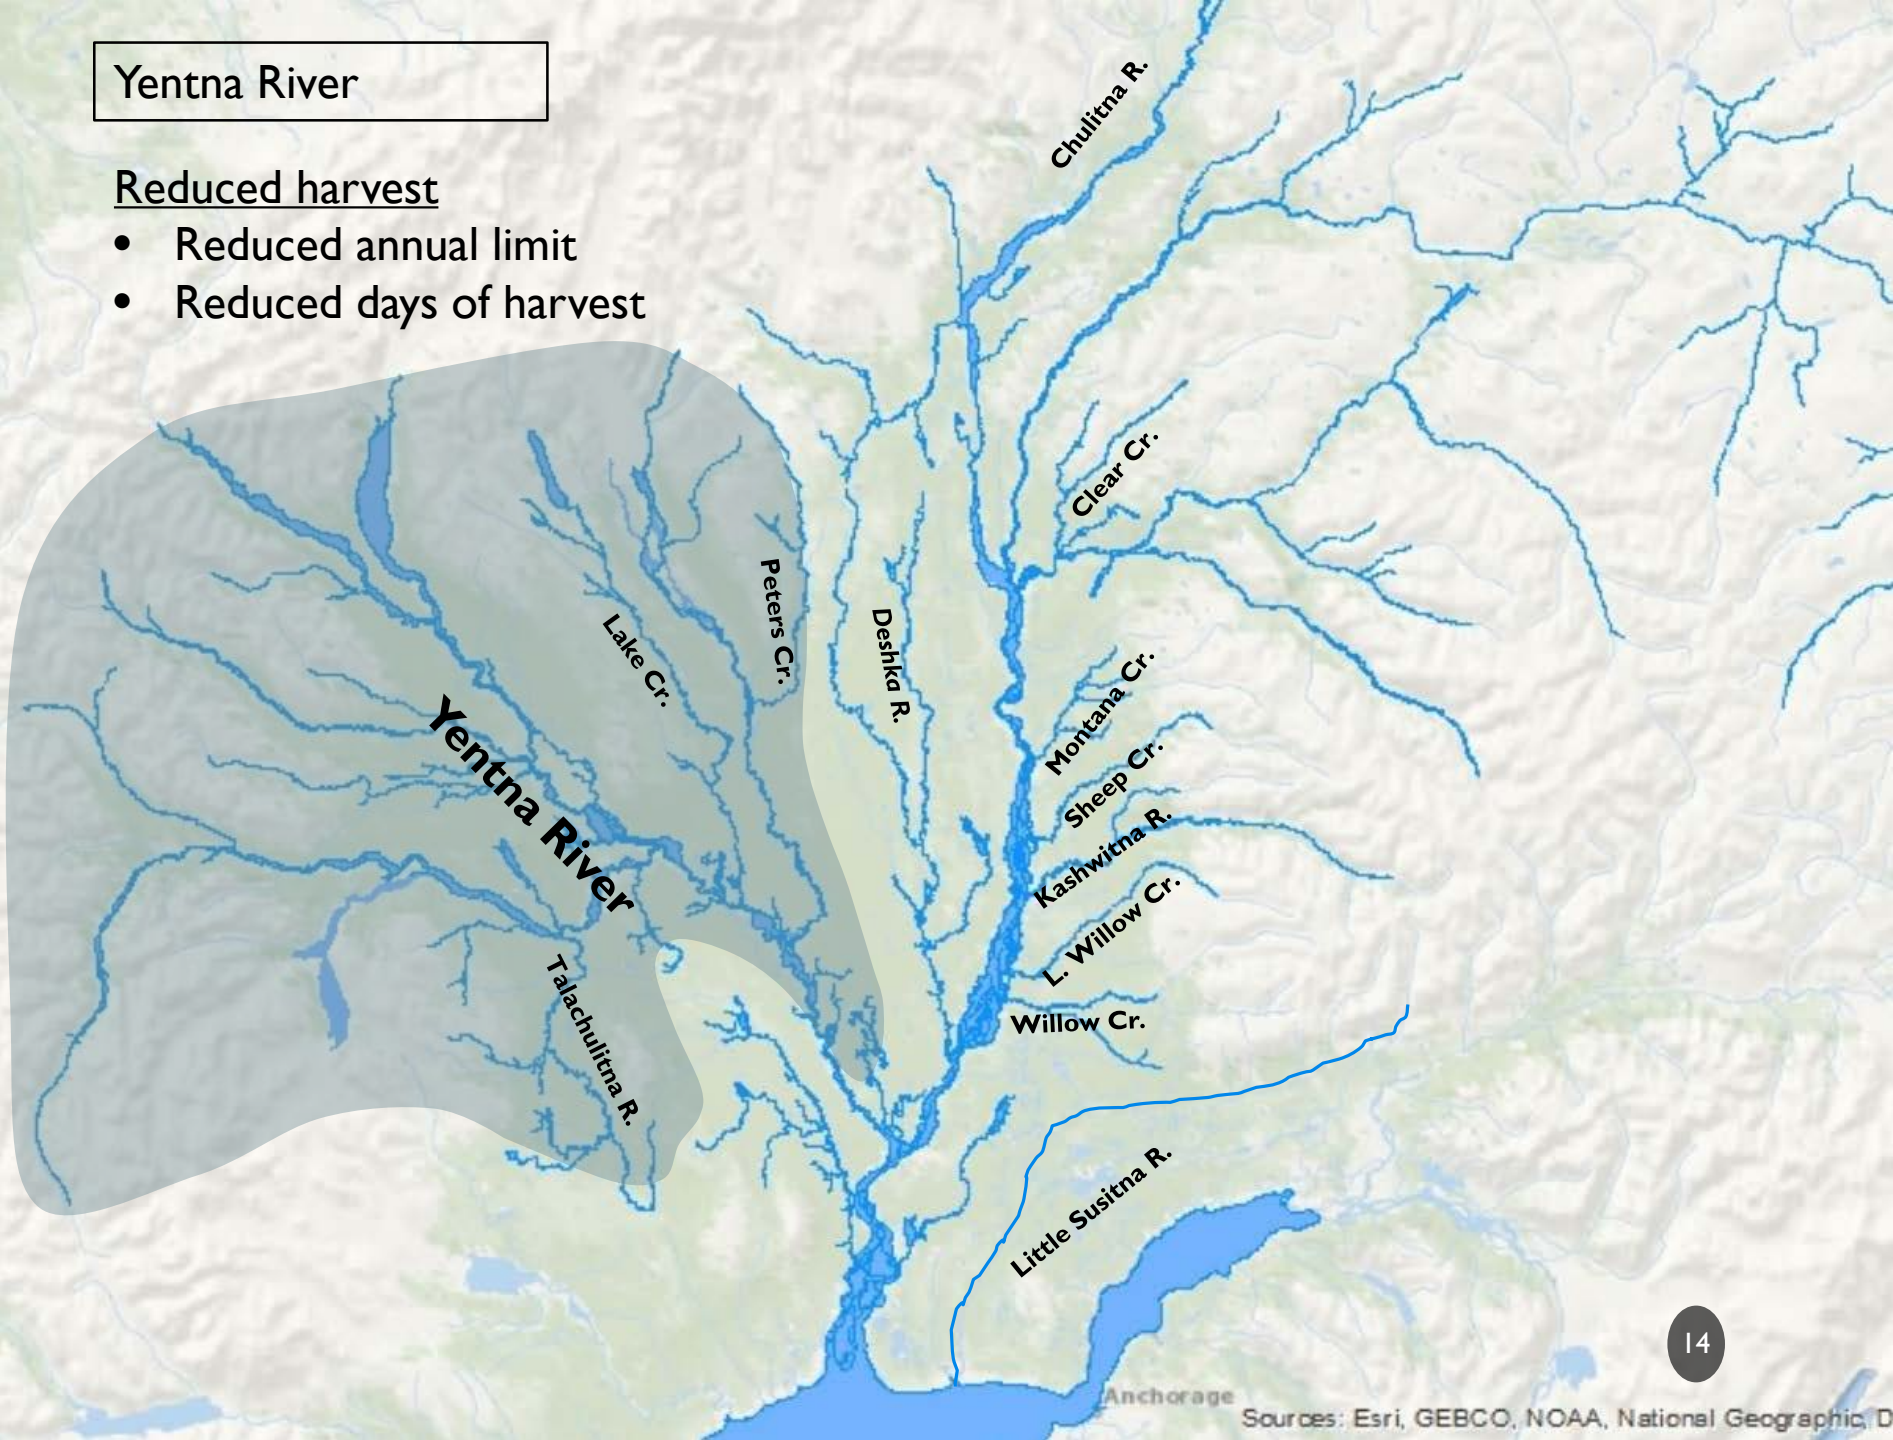 Yentna River
Reduced harvest
• Reduced annual limit
• Reduced days of harvest
Chulitna R.
Clear Cr.
Peters Cr.
Lake Cr.
Deshka R.
Montana Cr.
Yentna River
Sheep Cr.
Kashwitna R.
L. Willow Cr.
Talachulitna R.
Willow Cr.
Little Susitna R.
14
Anchorage
Sources: Esri, GEBCO, NOAA, National Geographic, D